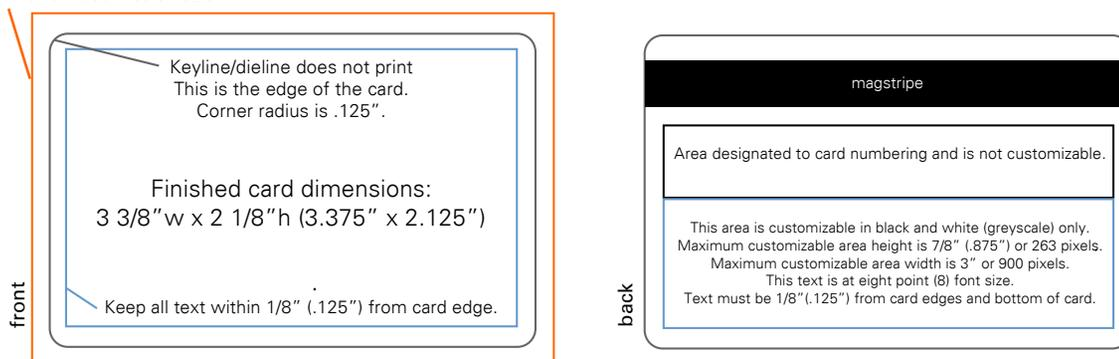 Keyline/dieline does not print
This is the edge of the card.
Corner radius is .125”.
Finished card dimensions:
3 3/8”w x 2 1/8”h (3.375” x 2.125”)
.
Keep all text within 1/8” (.125”) from card edge.
front
magstripe
Area designated to card numbering and is not customizable.
This area is customizable in black and white (greyscale) only.
Maximum customizable area height is 7/8” (.875”) or 263 pixels.
Maximum customizable area width is 3” or 900 pixels.
This text is at eight point (8) font size.
Text must be 1/8”(.125”) from card edges and bottom of card.
back